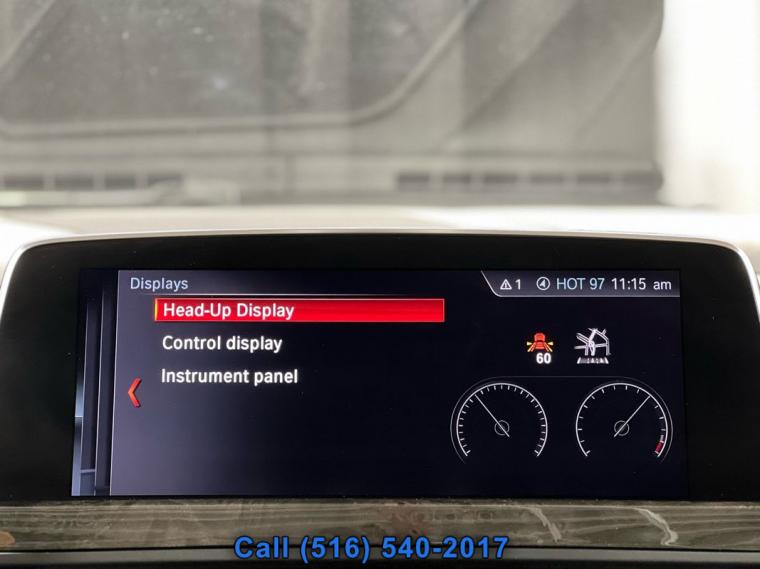 Displays
⚠ 1 HOT 97 11:15 am
Head-Up Display
Control display
60
Instrument panel
Call (516) 540-2017